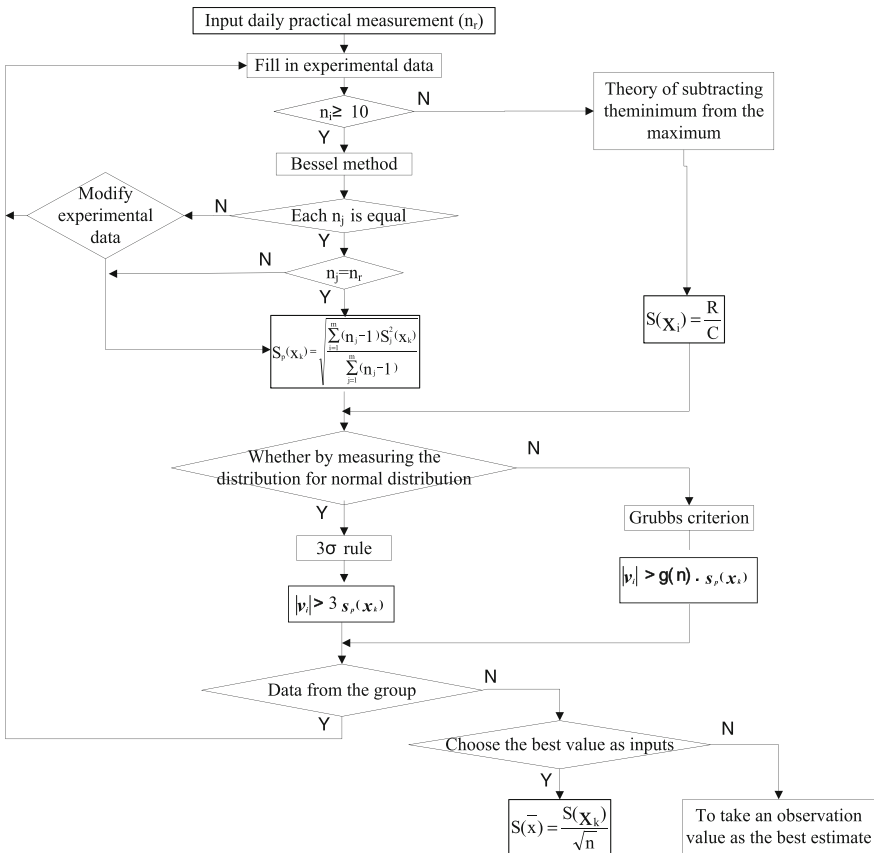 Input daily practical measurement (nᵣ)
Fill in experimental data
nᵢ≥ 10
N
Y
Theory of subtracting
theminimum from the
maximum
Bessel method
Modify
experimental
data
N
Each nⱼ is equal
Y
N
nⱼ=nᵣ
Y
Sₚ(xₖ) = √(∑ᵢ₌₁ᵐ (nⱼ−1)Sⱼ²(xₖ) / ∑ⱼ₌₁ᵐ (nⱼ−1))
S(Xᵢ) = R/C
Whether by measuring the
distribution for normal distribution
N
Y
3σ rule
Grubbs criterion
|vᵢ| > 3 sₚ(xₖ)
|vᵢ| > g(n) . sₚ(xₖ)
Data from the group
N
Y
Choose the best value as inputs
N
Y
S(x̅) = S(Xₖ)/√n
To take an observation
value as the best estimate